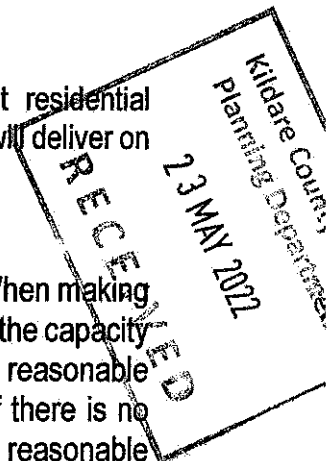 t residential
will deliver on
When making
the capacity
reasonable
f there is no
reasonable
Kildare County
Planning Department
23 MAY 2022
RECEIVED